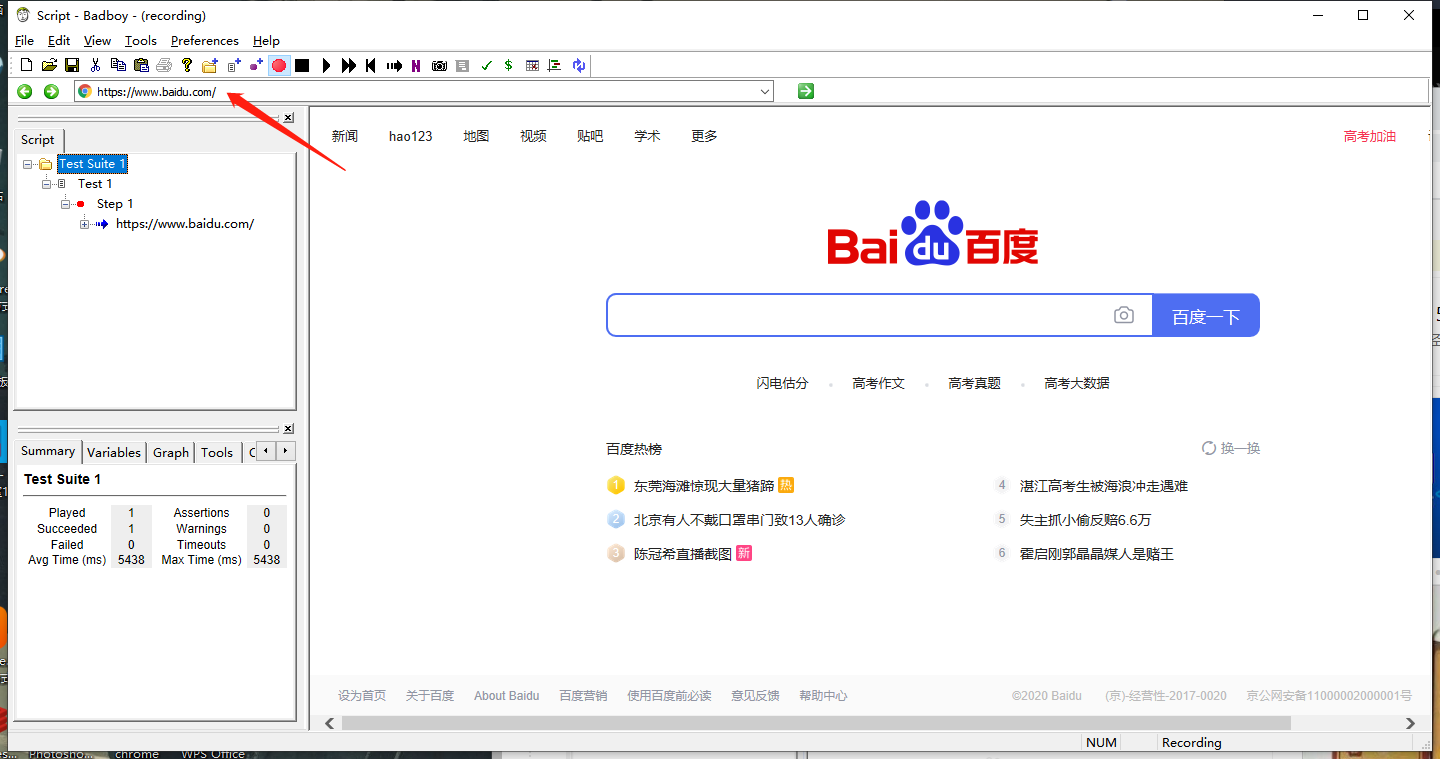 Script - Badboy - (recording)
File Edit View Tools Preferences Help
https://www.baidu.com/
Script
Test Suite 1
Test 1
Step 1
https://www.baidu.com/
Summary Variables Graph Tools
Test Suite 1
Played 1 Assertions 0
Succeeded 1 Warnings 0
Failed 0 Timeouts 0
Avg Time (ms) 5438 Max Time (ms) 5438
新闻 hao123 地图 视频 贴吧 学术 更多 高考加油
Bai du 百度
百度一下
闪电估分 高考作文 高考真题 高考大数据
百度热榜 换一换
1 东莞海滩惊现大量猪蹄 热 4 湛江高考生被海浪冲走遇难
2 北京有人不戴口罩串门致13人确诊 5 失主抓小偷反赔6.6万
3 陈冠希直播截图 新 6 霍启刚郭晶晶媒人是赌王
设为首页 关于百度 About Baidu 百度营销 使用百度前必读 意见反馈 帮助中心 ©2020 Baidu (京)-经营性-2017-0020 京公网安备11000002000001号
NUM Recording
Photosho... chrome WPS Office